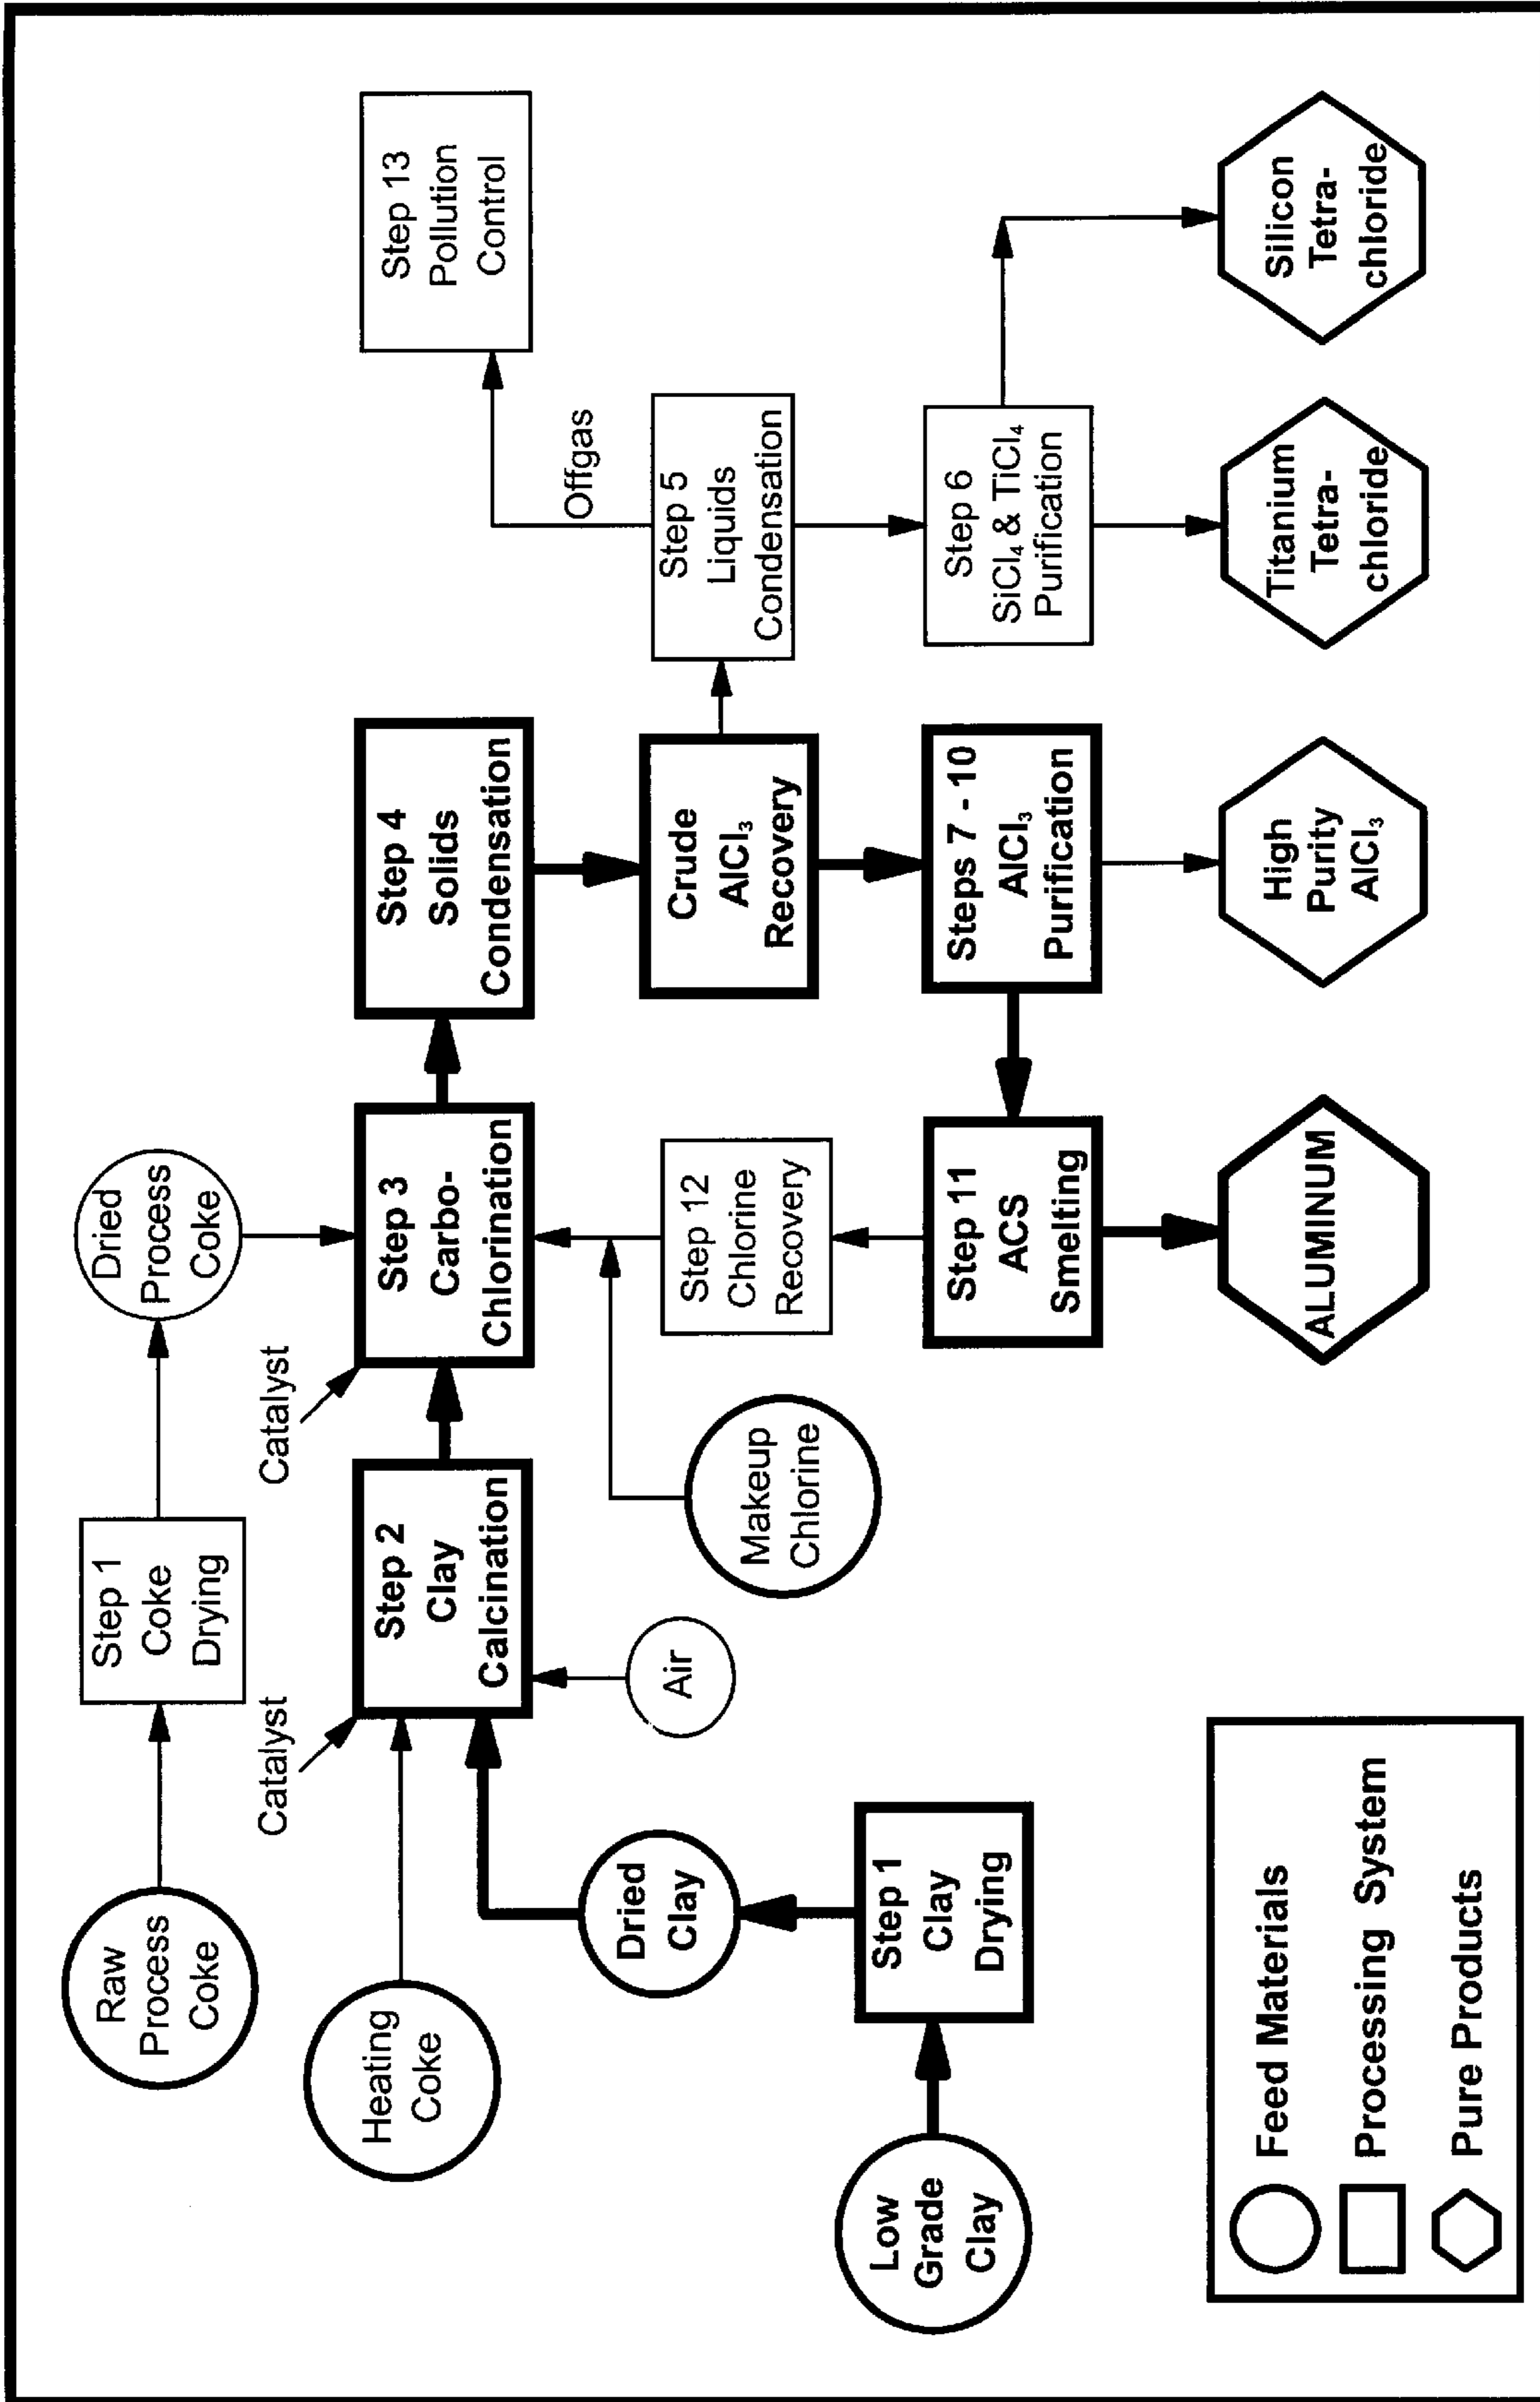 Raw
Process
Coke
Step 1
Coke
Drying
Dried
Process
Coke
Catalyst
Catalyst
Heating
Coke
Step 2
Clay
Calcination
Step 3
Carbo-
Chlorination
Step 4
Solids
Condensation
Step 13
Pollution
Control
Offgas
Dried
Clay
Air
Makeup
Chlorine
Step 12
Chlorine
Recovery
Crude
AlCl₃
Recovery
Step 5
Liquids
Condensation
Low
Grade
Clay
Step 1
Clay
Drying
Step 11
ACS
Smelting
Steps 7 - 10
AlCl₃
Purification
Step 6
SiCl₄ & TiCl₄
Purification
ALUMINUM
High
Purity
AlCl₃
Titanium
Tetra-
chloride
Silicon
Tetra-
chloride
Feed Materials
Processing System
Pure Products